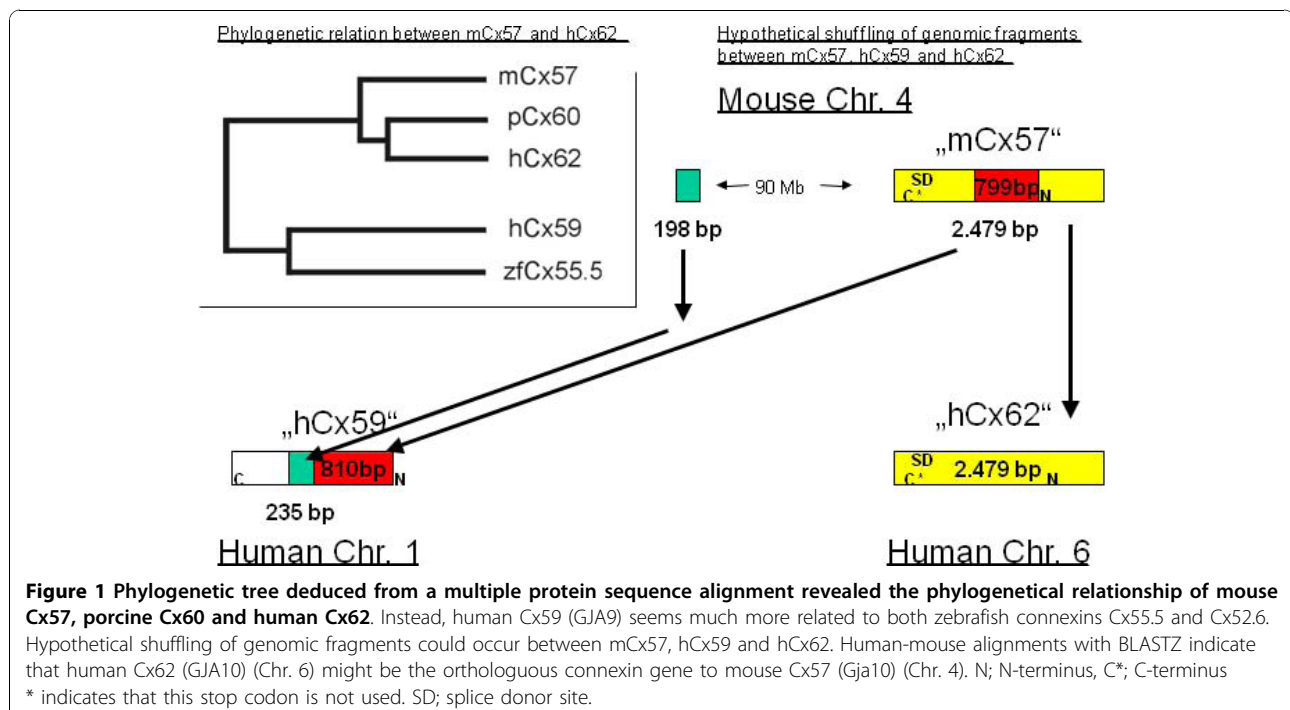 Phylogenetic relation between mCx57 and hCx62
mCx57
pCx60
hCx62
hCx59
zfCx55.5
Hypothetical shuffling of genomic fragments
between mCx57, hCx59 and hCx62
Mouse Chr. 4
„mCx57“
90 Mb
SD
C*
799bp
N
198 bp
2.479 bp
„hCx59“
C
810bp
N
235 bp
Human Chr. 1
„hCx62“
SD
C*
2.479 bp
N
Human Chr. 6
Figure 1 Phylogenetic tree deduced from a multiple protein sequence alignment revealed the phylogenetical relationship of mouse
Cx57, porcine Cx60 and human Cx62. Instead, human Cx59 (GJA9) seems much more related to both zebrafish connexins Cx55.5 and Cx52.6.
Hypothetical shuffling of genomic fragments could occur between mCx57, hCx59 and hCx62. Human-mouse alignments with BLASTZ indicate
that human Cx62 (GJA10) (Chr. 6) might be the orthologuous connexin gene to mouse Cx57 (Gja10) (Chr. 4). N; N-terminus, C*; C-terminus
* indicates that this stop codon is not used. SD; splice donor site.